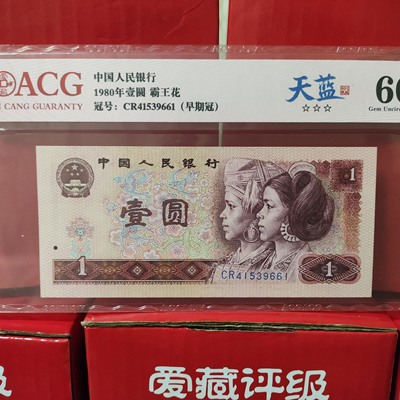 ACG
CANG GUARANTY
中国人民银行
1980年壹圆 霸王花
冠号：CR41539661（早期冠）
天蓝
☆☆☆
Gem Uncirc
中国人民银行
1
壹圆
CR41539661
1
1
爱藏评级